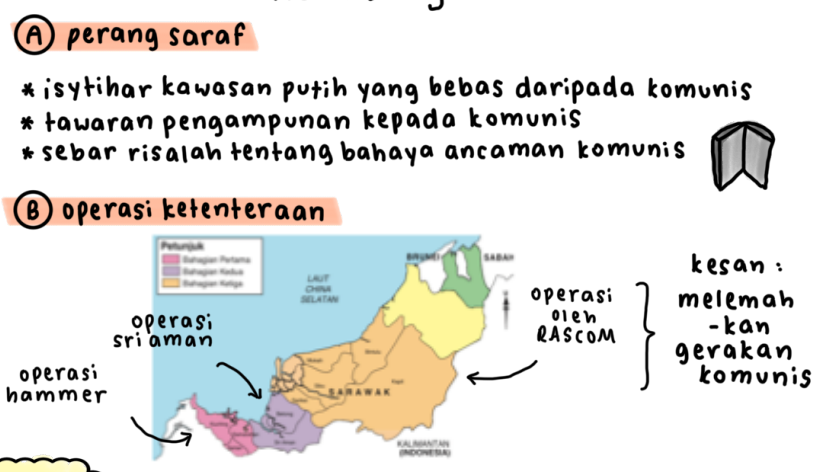 A perang saraf
* isytihar kawasan putih yang bebas daripada komunis
* tawaran pengampunan kepada komunis
* sebar risalah tentang bahaya ancaman komunis
B operasi ketenteraan
Petunjuk
Bahagian Pertama
Bahagian Kedua
Bahagian Ketiga
LAUT
CHINA
SELATAN
BRUNEI
SABAH
SARAWAK
KALIMANTAN
(INDONESIA)
operasi
sri aman
operasi
hammer
operasi
oleh
RASCOM
kesan :
melemah
-kan
gerakan
komunis